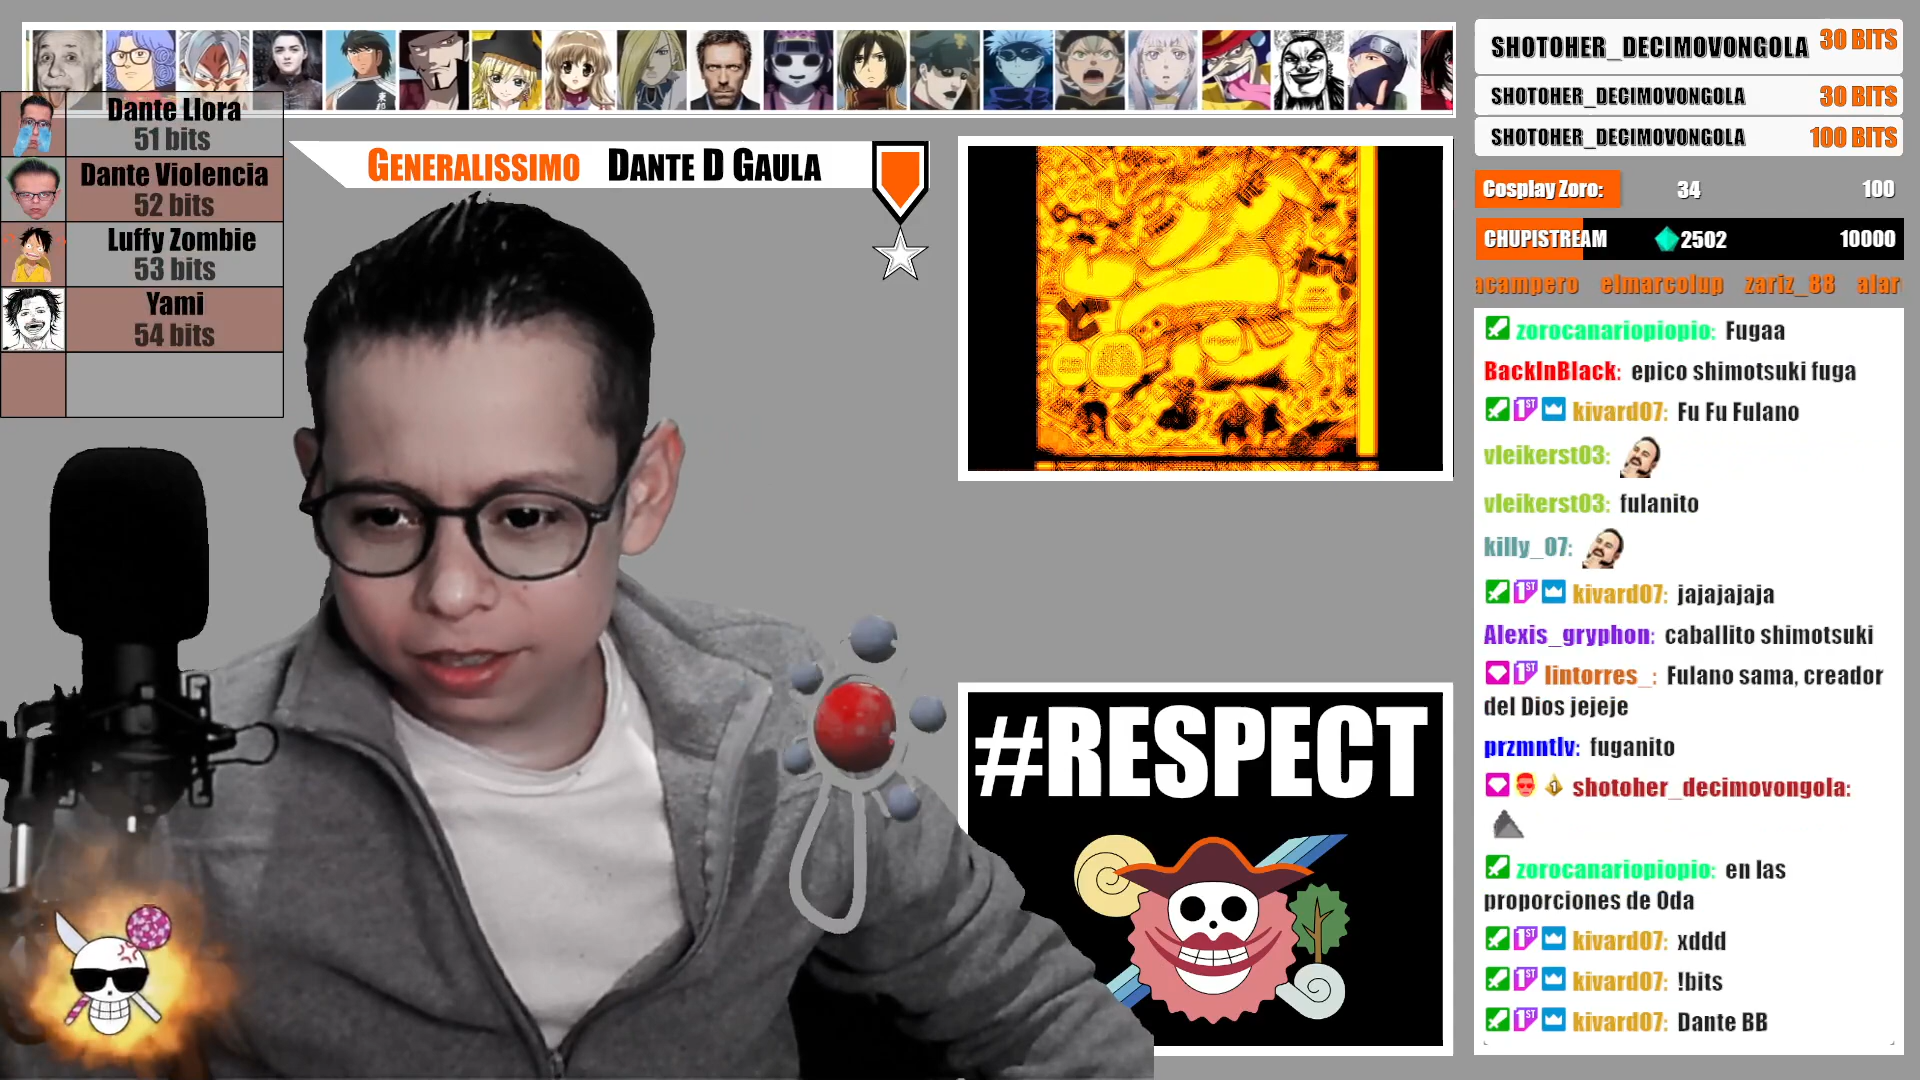 Dante Llora
51 bits
Dante Violencia
52 bits
Luffy Zombie
53 bits
Yami
54 bits
GENERALISSIMO DANTE D GAULA
#RESPECT
SHOTOHER_DECIMOVONGOLA 30 BITS
SHOTOHER_DECIMOVONGOLA 30 BITS
SHOTOHER_DECIMOVONGOLA 100 BITS
Cosplay Zoro: 34 100
CHUPISTREAM 2502 10000
acampero elmarcolup zariz_88 alar
zorocanariopiopio: Fugaa
BackInBlack: epico shimotsuki fuga
kivard07: Fu Fu Fulano
vleikerst03:
vleikerst03: fulanito
killy_07:
kivard07: jajajajaja
Alexis_gryphon: caballito shimotsuki
lintorres_: Fulano sama, creador
del Dios jejeje
przmntlv: fuganito
shotoher_decimovongola:
zorocanariopiopio: en las
proporciones de Oda
kivard07: xddd
kivard07: !bits
kivard07: Dante BB